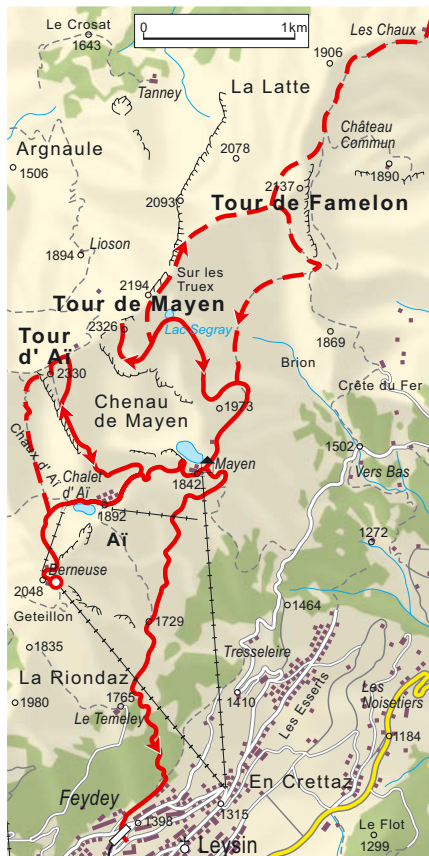 Le Crosat
1643
0
1km
Les Chaux
1906
Tanney
La Latte
Argnaule
1506
2078
Château
Commun
1890
2137
2093
Tour de Famelon
1894
Lioson
Sur les
Truex
2194
Tour de Mayen
2326
Lac Segray
Tour
d' Aï
2330
1869
Brion
Crête du Fer
Chenau
de Mayen
1973
Chaux d' Aï
1502
Vers Bas
Mayen
1842
Chalet
d' Aï
1892
Aï
1272
Berneuse
2048
Geteillon
1464
1729
1835
Tresseleire
La Riondaz
1980
1765
Le Temeley
1410
Les Esserts
Les
Noisetiers
1184
En Crettaz
Feydey
1398
1315
Leysin
Le Flot
1299